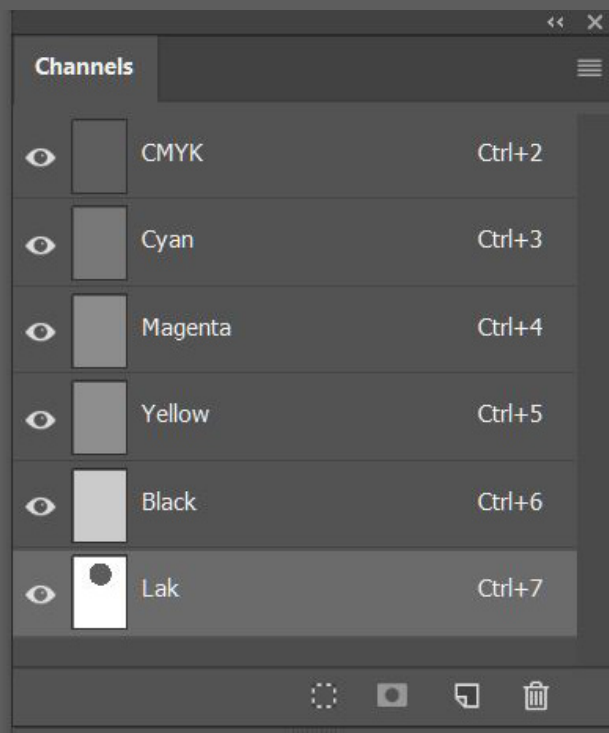 Channels
CMYK Ctrl+2
Cyan Ctrl+3
Magenta Ctrl+4
Yellow Ctrl+5
Black Ctrl+6
Lak Ctrl+7